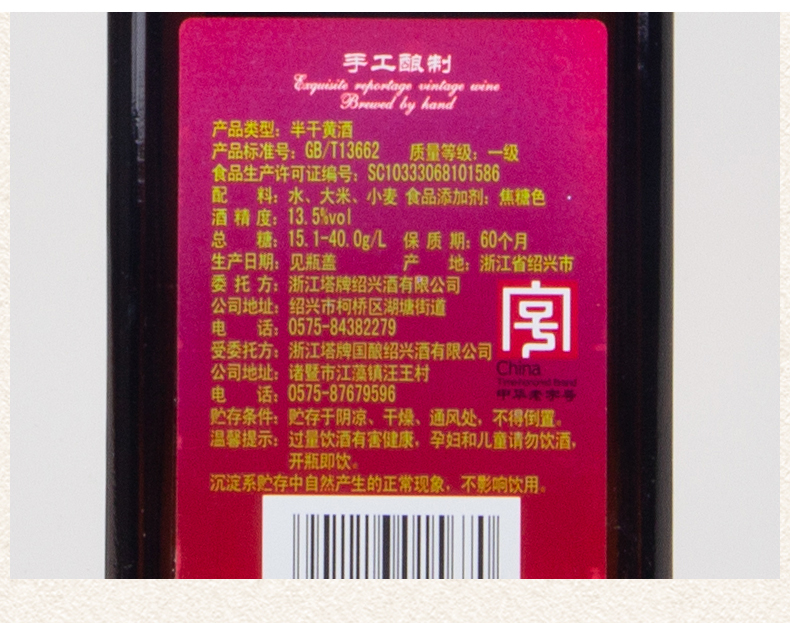 手工酿制
Exquisite reportage vintage wine
Brewed by hand
产品类型：半干黄酒
产品标准号：GB/T13662 质量等级：一级
食品生产许可证编号：SC10333068101586
配 料：水、大米、小麦 食品添加剂：焦糖色
酒精度：13.5%vol
总 糖：15.1-40.0g/L 保质期：60个月
生产日期：见瓶盖 产 地：浙江省绍兴市
委托方：浙江塔牌绍兴酒有限公司
公司地址：绍兴市柯桥区湖塘街道
电 话：0575-84382279
受委托方：浙江塔牌国酿绍兴酒有限公司
公司地址：诸暨市江藻镇汪王村
电 话：0575-87679596
China
Time-honored Brand
中华老字号
贮存条件：贮存于阴凉、干燥、通风处，不得倒置。
温馨提示：过量饮酒有害健康，孕妇和儿童请勿饮酒，
开瓶即饮。
沉淀系贮存中自然产生的正常现象，不影响饮用。